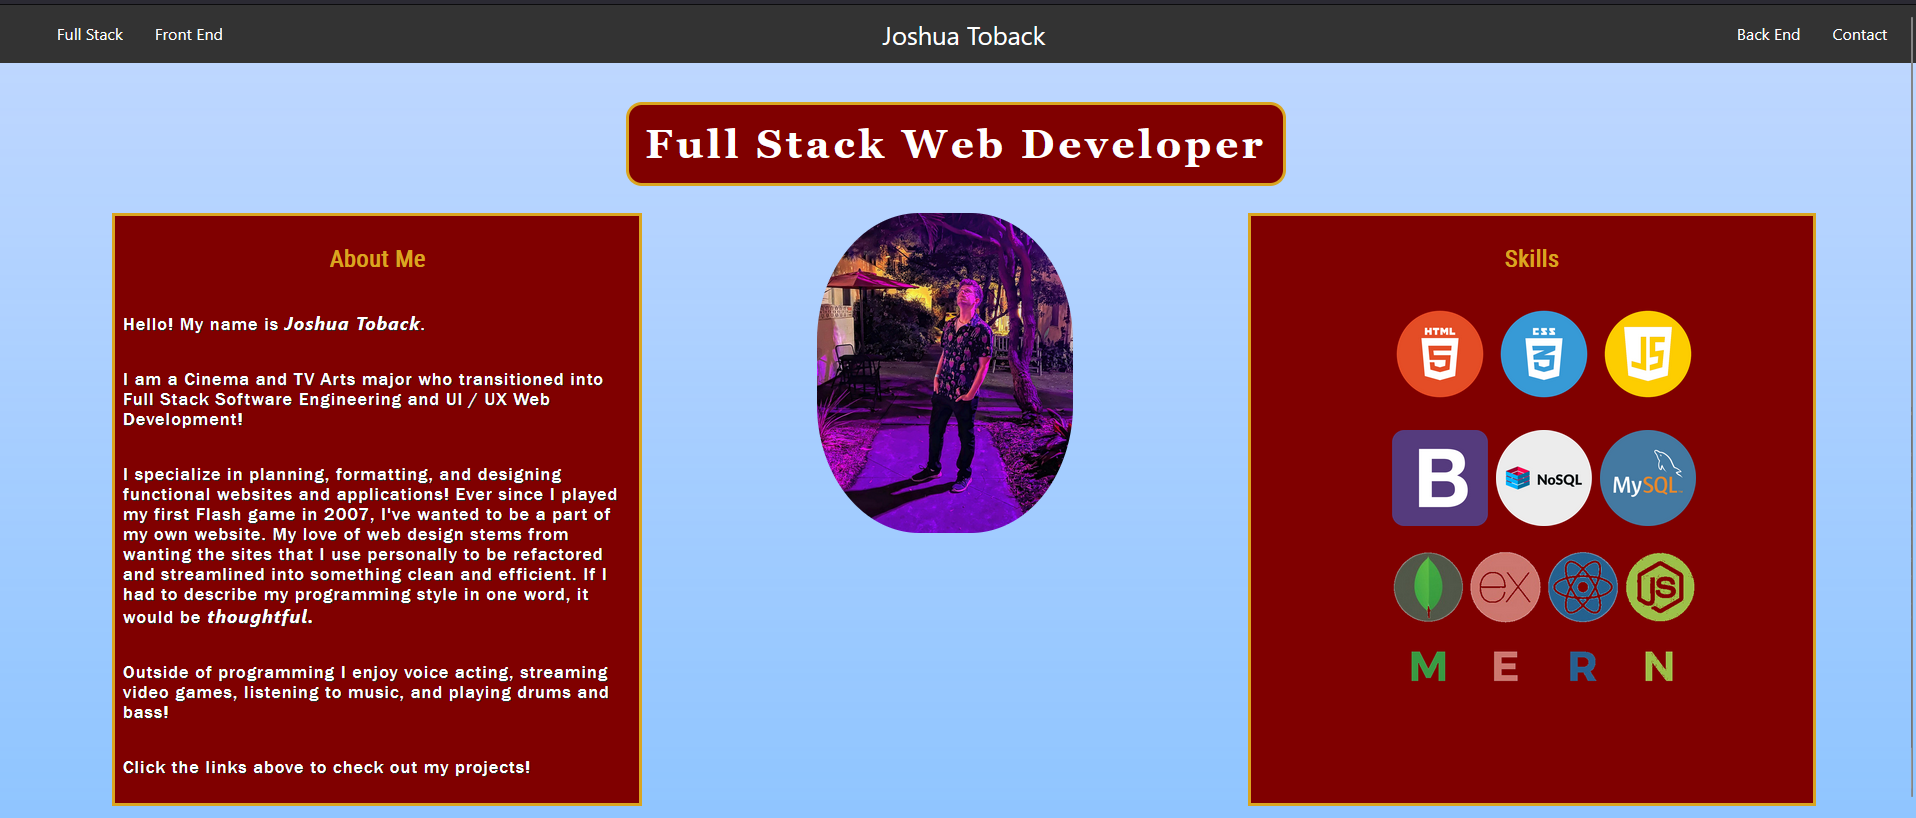 Full Stack Front End Joshua Toback Back End Contact
Full Stack Web Developer
About Me
Hello! My name is Joshua Toback.
I am a Cinema and TV Arts major who transitioned into
Full Stack Software Engineering and UI / UX Web
Development!
I specialize in planning, formatting, and designing
functional websites and applications! Ever since I played
my first Flash game in 2007, I've wanted to be a part of
my own website. My love of web design stems from
wanting the sites that I use personally to be refactored
and streamlined into something clean and efficient. If I
had to describe my programming style in one word, it
would be thoughtful.
Outside of programming I enjoy voice acting, streaming
video games, listening to music, and playing drums and
bass!
Click the links above to check out my projects!
Skills
HTML 5 CSS 3 JS
B NoSQL MySQL
ex JS
M E R N